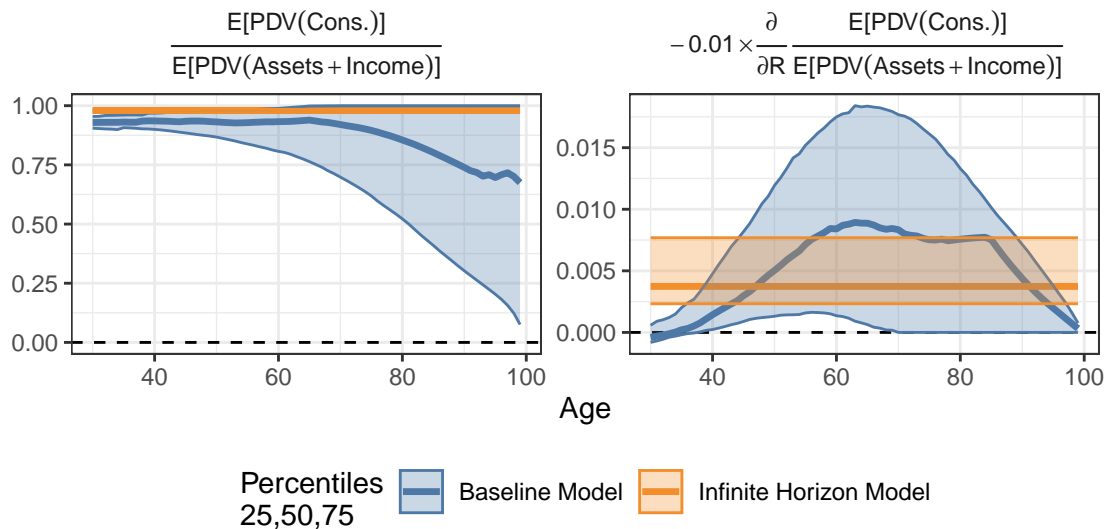 E[PDV(Cons.)]
E[PDV(Assets + Income)]
1.00
0.75
0.50
0.25
0.00
40
60
80
100
−0.01 × ∂/∂R E[PDV(Cons.)]
E[PDV(Assets + Income)]
0.015
0.010
0.005
0.000
40
60
80
100
Age
Percentiles
25,50,75
Baseline Model
Infinite Horizon Model